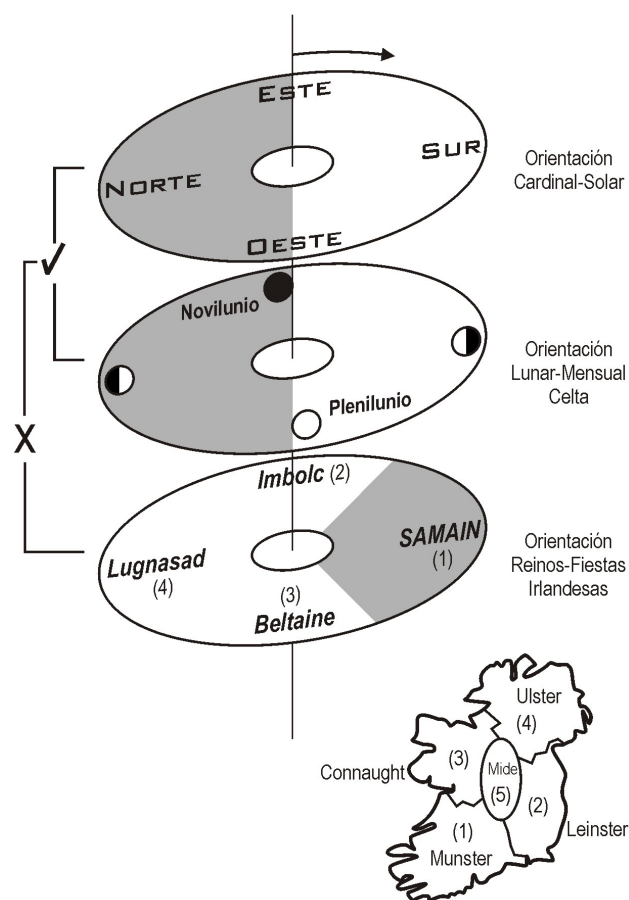 ESTE
SUR
NORTE
OESTE
Orientación
Cardinal-Solar
Novilunio
Plenilunio
Orientación
Lunar-Mensual
Celta
X
Imbolc (2)
SAMAIN
(1)
Lugnasad
(4)
(3)
Beltaine
Orientación
Reinos-Fiestas
Irlandesas
Ulster
(4)
Connaught
(3)
Mide
(5)
(2)
Leinster
(1)
Munster